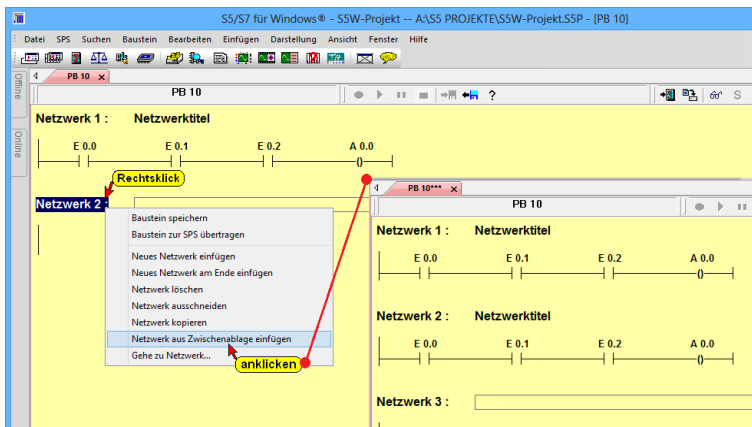 S5/S7 für Windows® - S5W-Projekt -- A:\S5 PROJEKTE\S5W-Projekt.S5P - [PB 10]
Datei SPS Suchen Baustein Bearbeiten Einfügen Darstellung Ansicht Fenster Hilfe
Offline
Online
PB 10 x
PB 10
?
S
Netzwerk 1 : Netzwerktitel
E 0.0 E 0.1 E 0.2 A 0.0
Rechtsklick
Netzwerk 2 :
Baustein speichern
Baustein zur SPS übertragen
Neues Netzwerk einfügen
Neues Netzwerk am Ende einfügen
Netzwerk löschen
Netzwerk ausschneiden
Netzwerk kopieren
Netzwerk aus Zwischenablage einfügen
Gehe zu Netzwerk...
anklicken
PB 10*** x
PB 10
Netzwerk 1 : Netzwerktitel
E 0.0 E 0.1 E 0.2 A 0.0
Netzwerk 2 : Netzwerktitel
E 0.0 E 0.1 E 0.2 A 0.0
Netzwerk 3 :